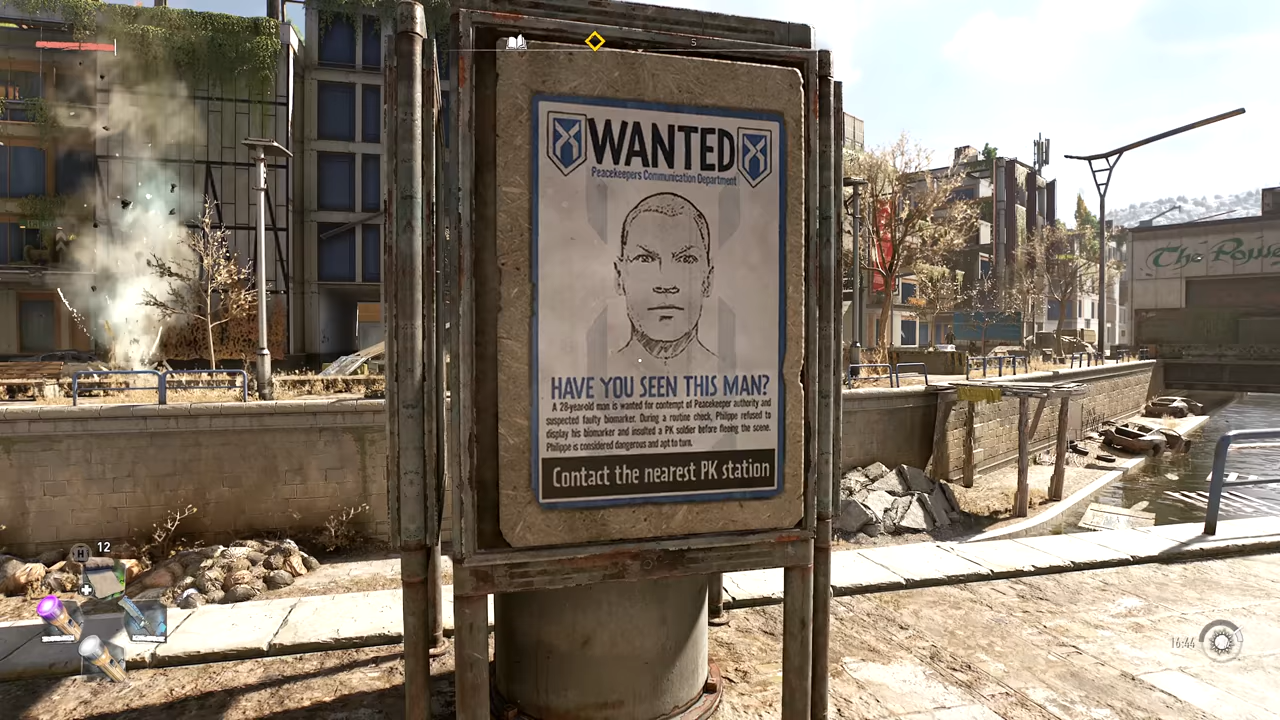 S
WANTED
Peacekeepers Communication Department
The
HAVE YOU SEEN THIS MAN?
A 28-year-old man is wanted for contempt of Peacekeeper authority and
suspected faulty biomarker. During a routine check, Philippe refused to
display his biomarker and insulted a PK soldier before fleeing the scene.
Philippe is considered dangerous and apt to turn.
Contact the nearest PK station
H 12
16:44